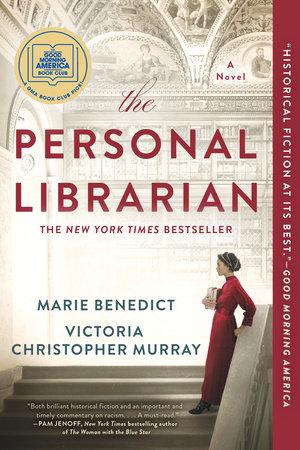 GOOD MORNING AMERICA
BOOK CLUB
A GMA BOOK CLUB PICK
A Novel
the
PERSONAL
LIBRARIAN
THE NEW YORK TIMES BESTSELLER
MARIE BENEDICT
VICTORIA
CHRISTOPHER MURRAY
"Both brilliant historical fiction and an important and
timely commentary on racism. . . . A must-read."
—PAM JENOFF, New York Times bestselling
author of The Woman with the Blue Star
"HISTORICAL FICTION AT ITS BEST."—GOOD MORNING AMERICA